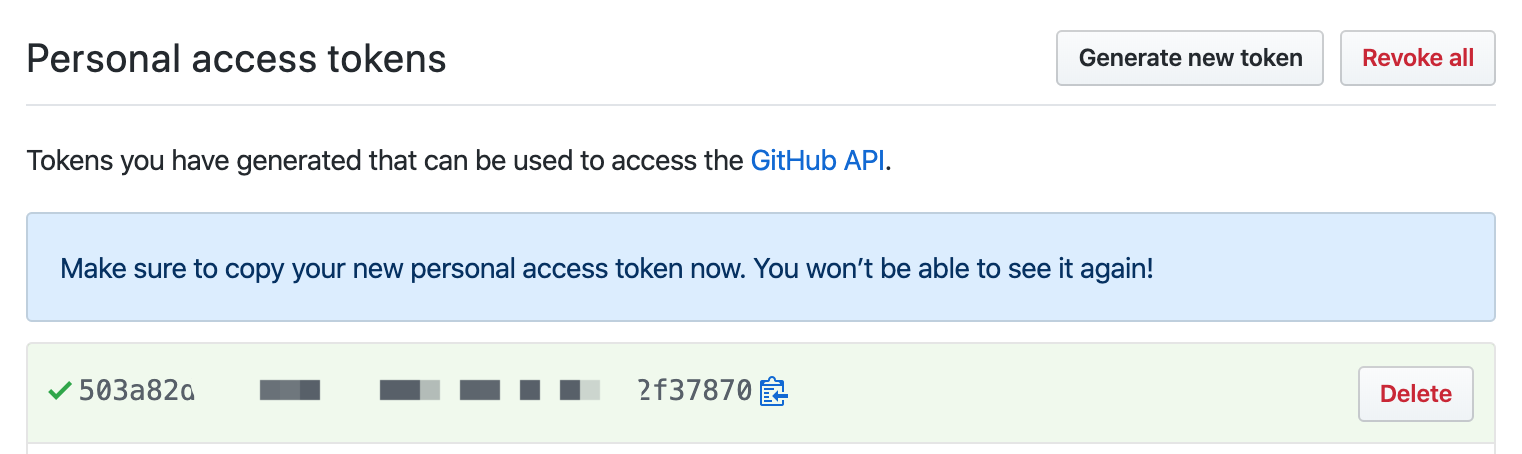 Personal access tokens
Generate new token
Revoke all
Tokens you have generated that can be used to access the GitHub API.
Make sure to copy your new personal access token now. You won’t be able to see it again!
503a82d 2f37870
Delete